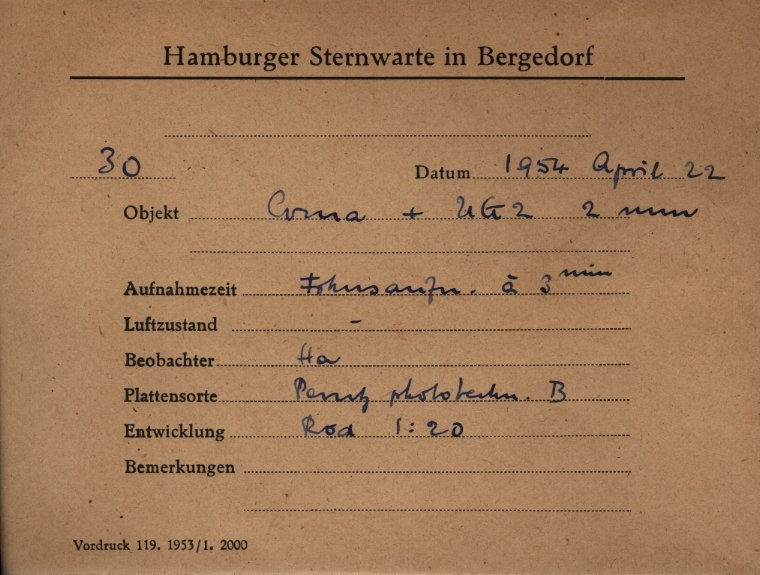 Hamburger Sternwarte in Bergedorf
30
Datum 1954 April 22
Objekt Coma + UG2 2 mm
Aufnahmezeit Fokusaufn. à 3 min
Luftzustand -
Beobachter Ha
Plattensorte Perutz phototechn. B
Entwicklung Rod 1:20
Bemerkungen
Vordruck 119. 1953/1. 2000